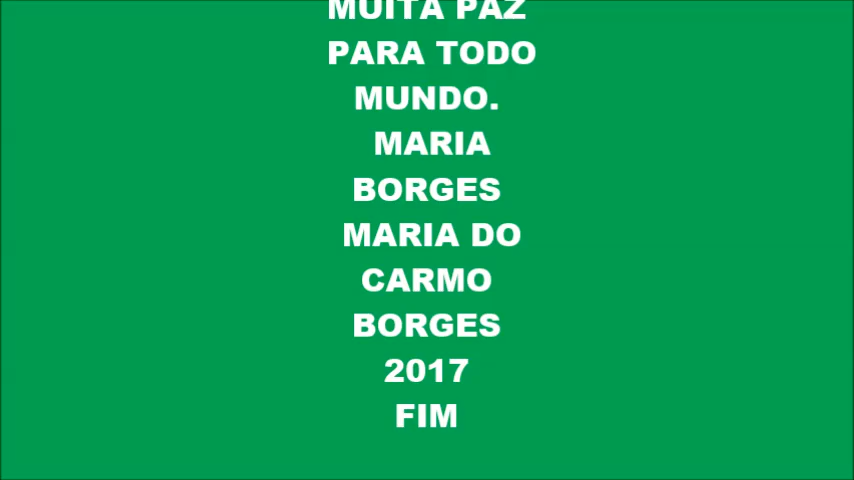 MUITA PAZ
PARA TODO
MUNDO.
MARIA
BORGES
MARIA DO
CARMO
BORGES
2017
FIM